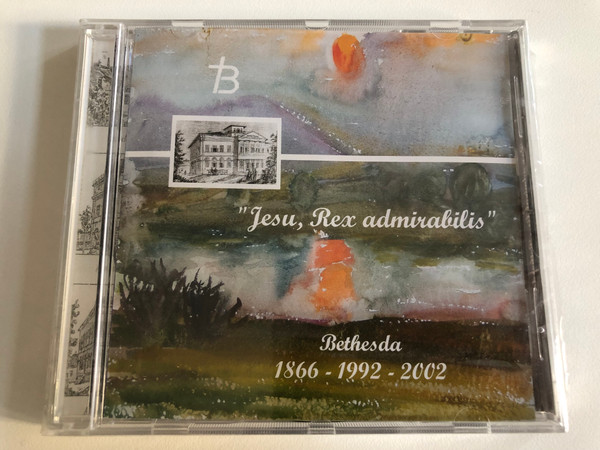 B
"Jesu, Rex admirabilis"
Bethesda
1866 - 1992 - 2002